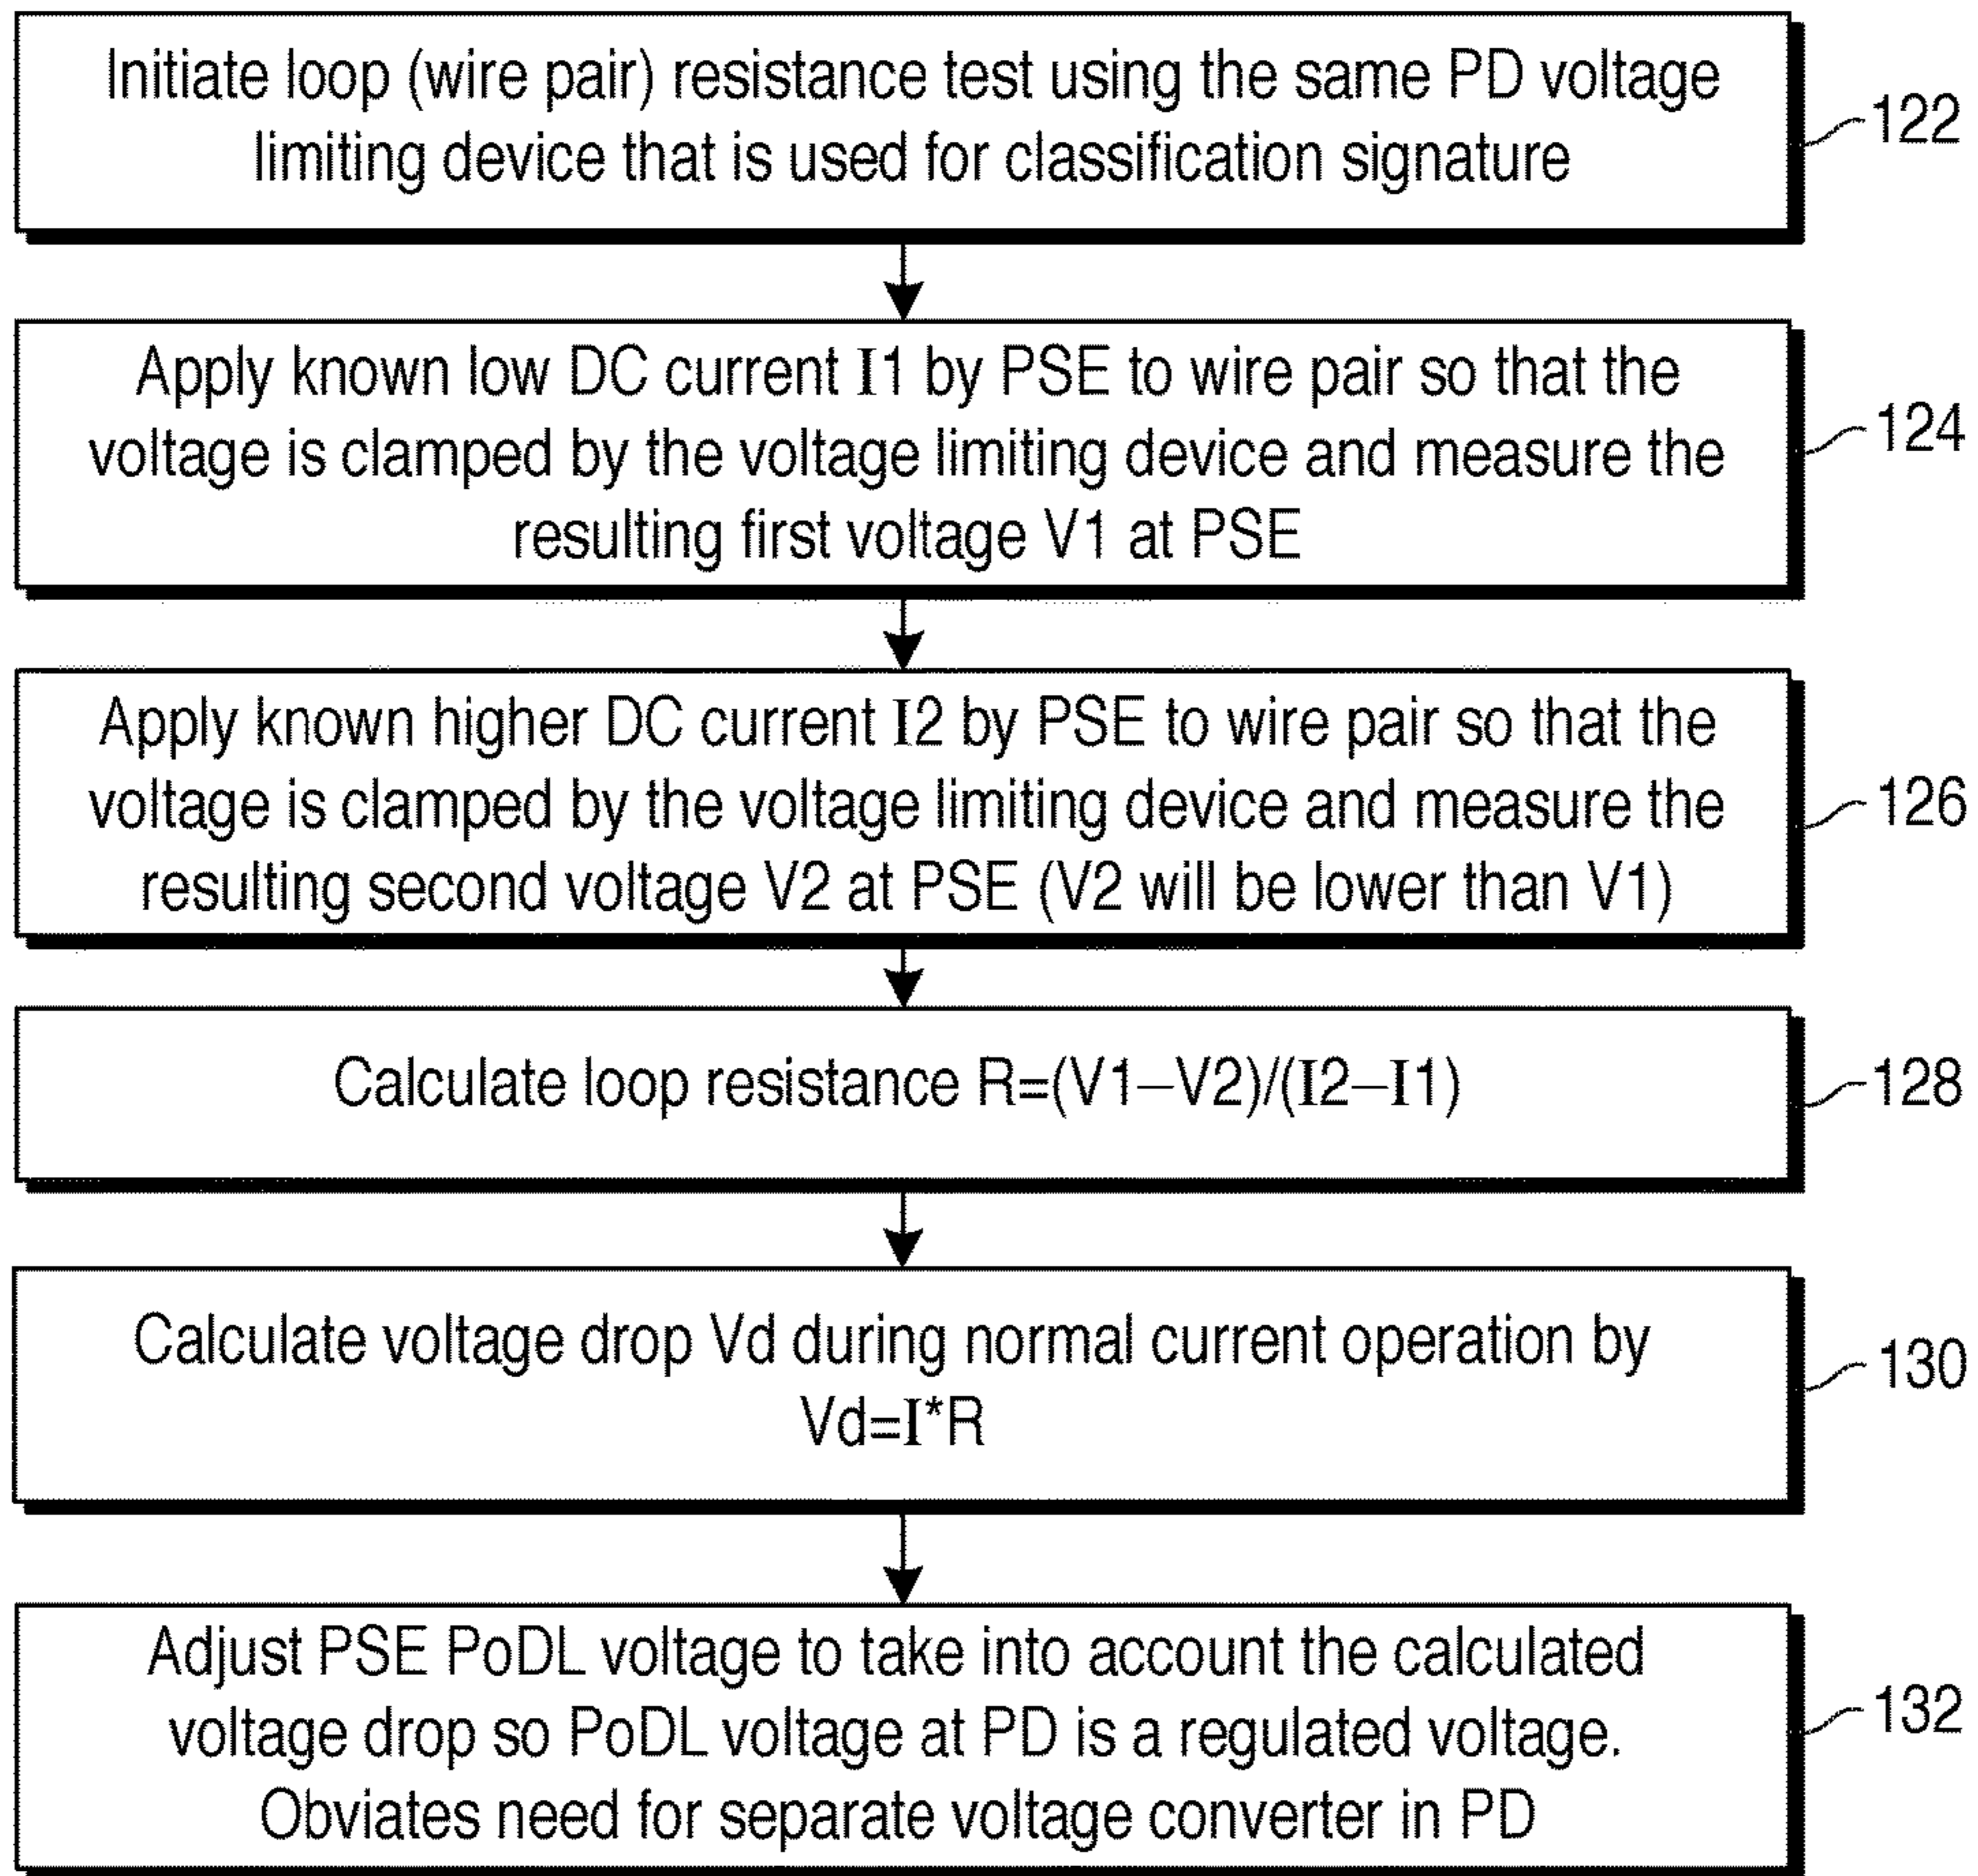 Initiate loop (wire pair) resistance test using the same PD voltage
limiting device that is used for classification signature
122
Apply known low DC current I1 by PSE to wire pair so that the
voltage is clamped by the voltage limiting device and measure the
resulting first voltage V1 at PSE
124
Apply known higher DC current I2 by PSE to wire pair so that the
voltage is clamped by the voltage limiting device and measure the
resulting second voltage V2 at PSE (V2 will be lower than V1)
126
Calculate loop resistance R=(V1–V2)/(I2–I1)
128
Calculate voltage drop Vd during normal current operation by
Vd=I*R
130
Adjust PSE PoDL voltage to take into account the calculated
voltage drop so PoDL voltage at PD is a regulated voltage.
Obviates need for separate voltage converter in PD
132